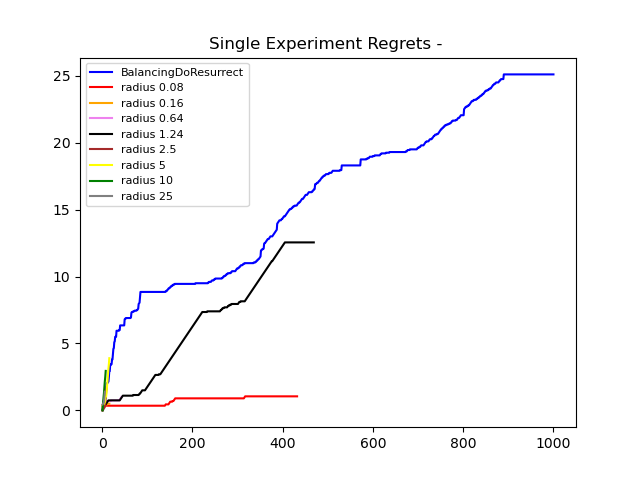 Single Experiment Regrets -
BalancingDoResurrect
radius 0.08
radius 0.16
radius 0.64
radius 1.24
radius 2.5
radius 5
radius 10
radius 25
25
20
15
10
5
0
0 200 400 600 800 1000